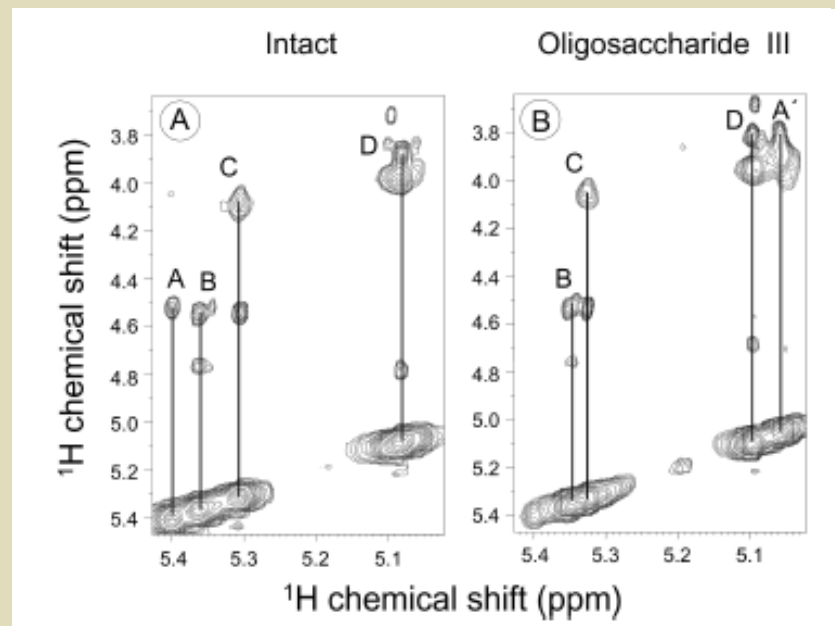 Intact Oligosaccharide III
A B
3.8 3.8
4.0 4.0
4.2 4.2
4.4 4.4
4.6 4.6
4.8 4.8
5.0 5.0
5.2 5.2
5.4 5.4
A B C D
B C D A´
5.4 5.3 5.2 5.1 5.4 5.3 5.2 5.1
¹H chemical shift (ppm)
¹H chemical shift (ppm)